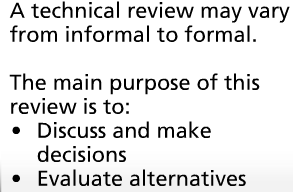 A technical review may vary
from informal to formal.
The main purpose of this
review is to:
• Discuss and make
decisions
• Evaluate alternatives